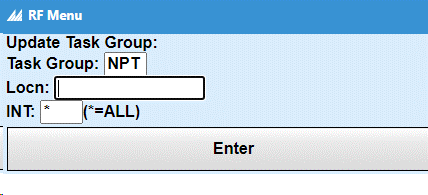 RF Menu
Update Task Group:
Task Group: NPT
Locn:
INT: * (*=ALL)
Enter